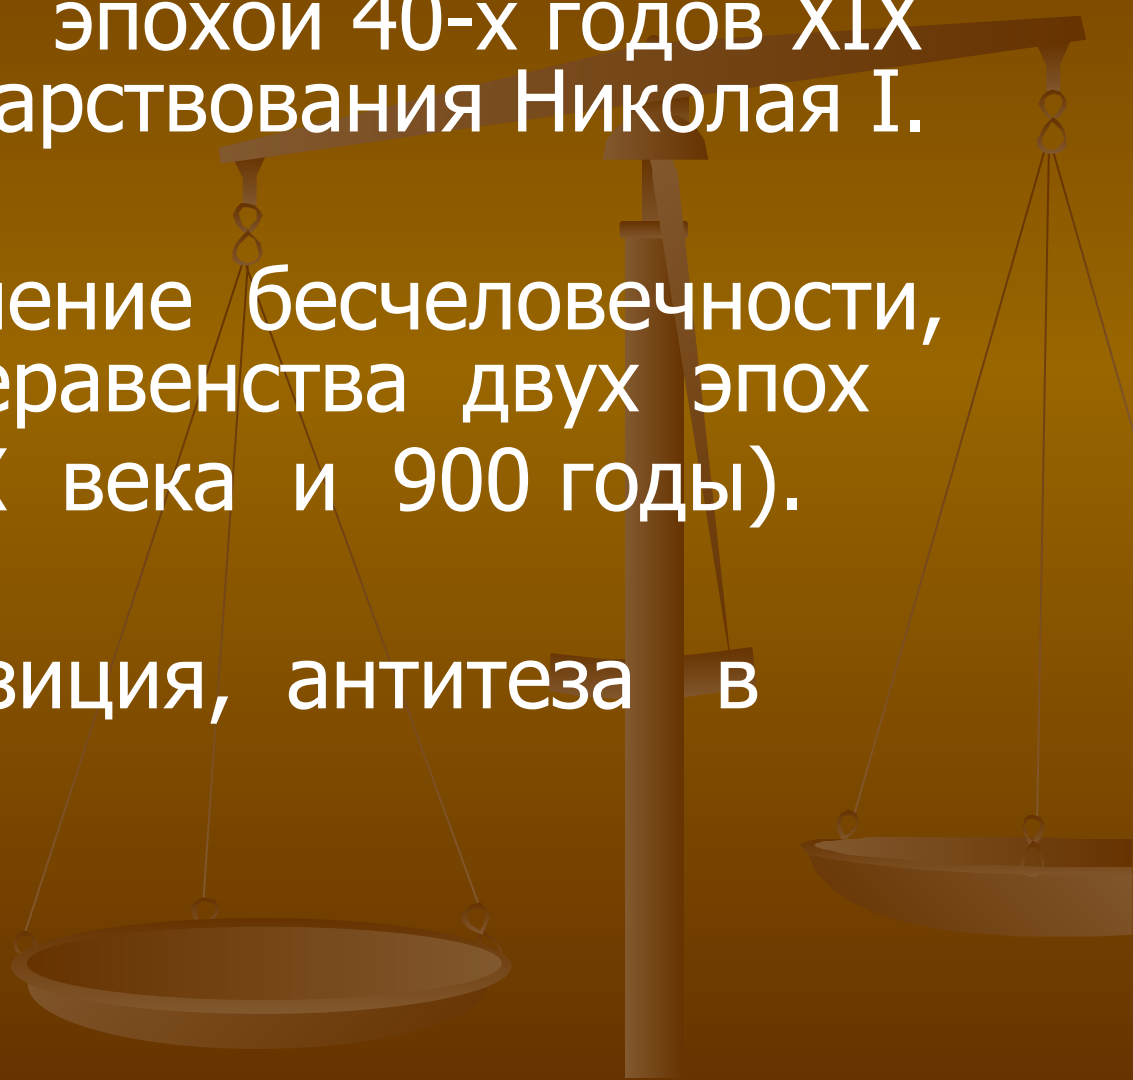 эпохой 40-х годов XIX
арствования Николая I.
ение бесчеловечности,
еравенства двух эпох
века и 900 годы).
зиция, антитеза в